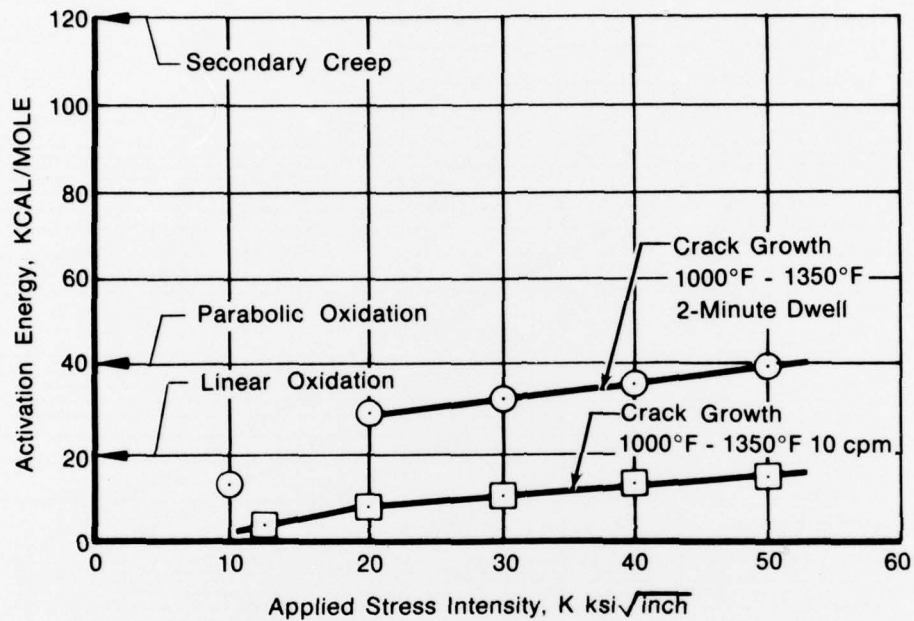 120
100
80
60
40
20
0
Activation Energy, KCAL/MOLE
Secondary Creep
Parabolic Oxidation
Linear Oxidation
Crack Growth
1000°F - 1350°F
2-Minute Dwell
Crack Growth
1000°F - 1350°F 10 cpm
0 10 20 30 40 50 60
Applied Stress Intensity, K ksi√inch